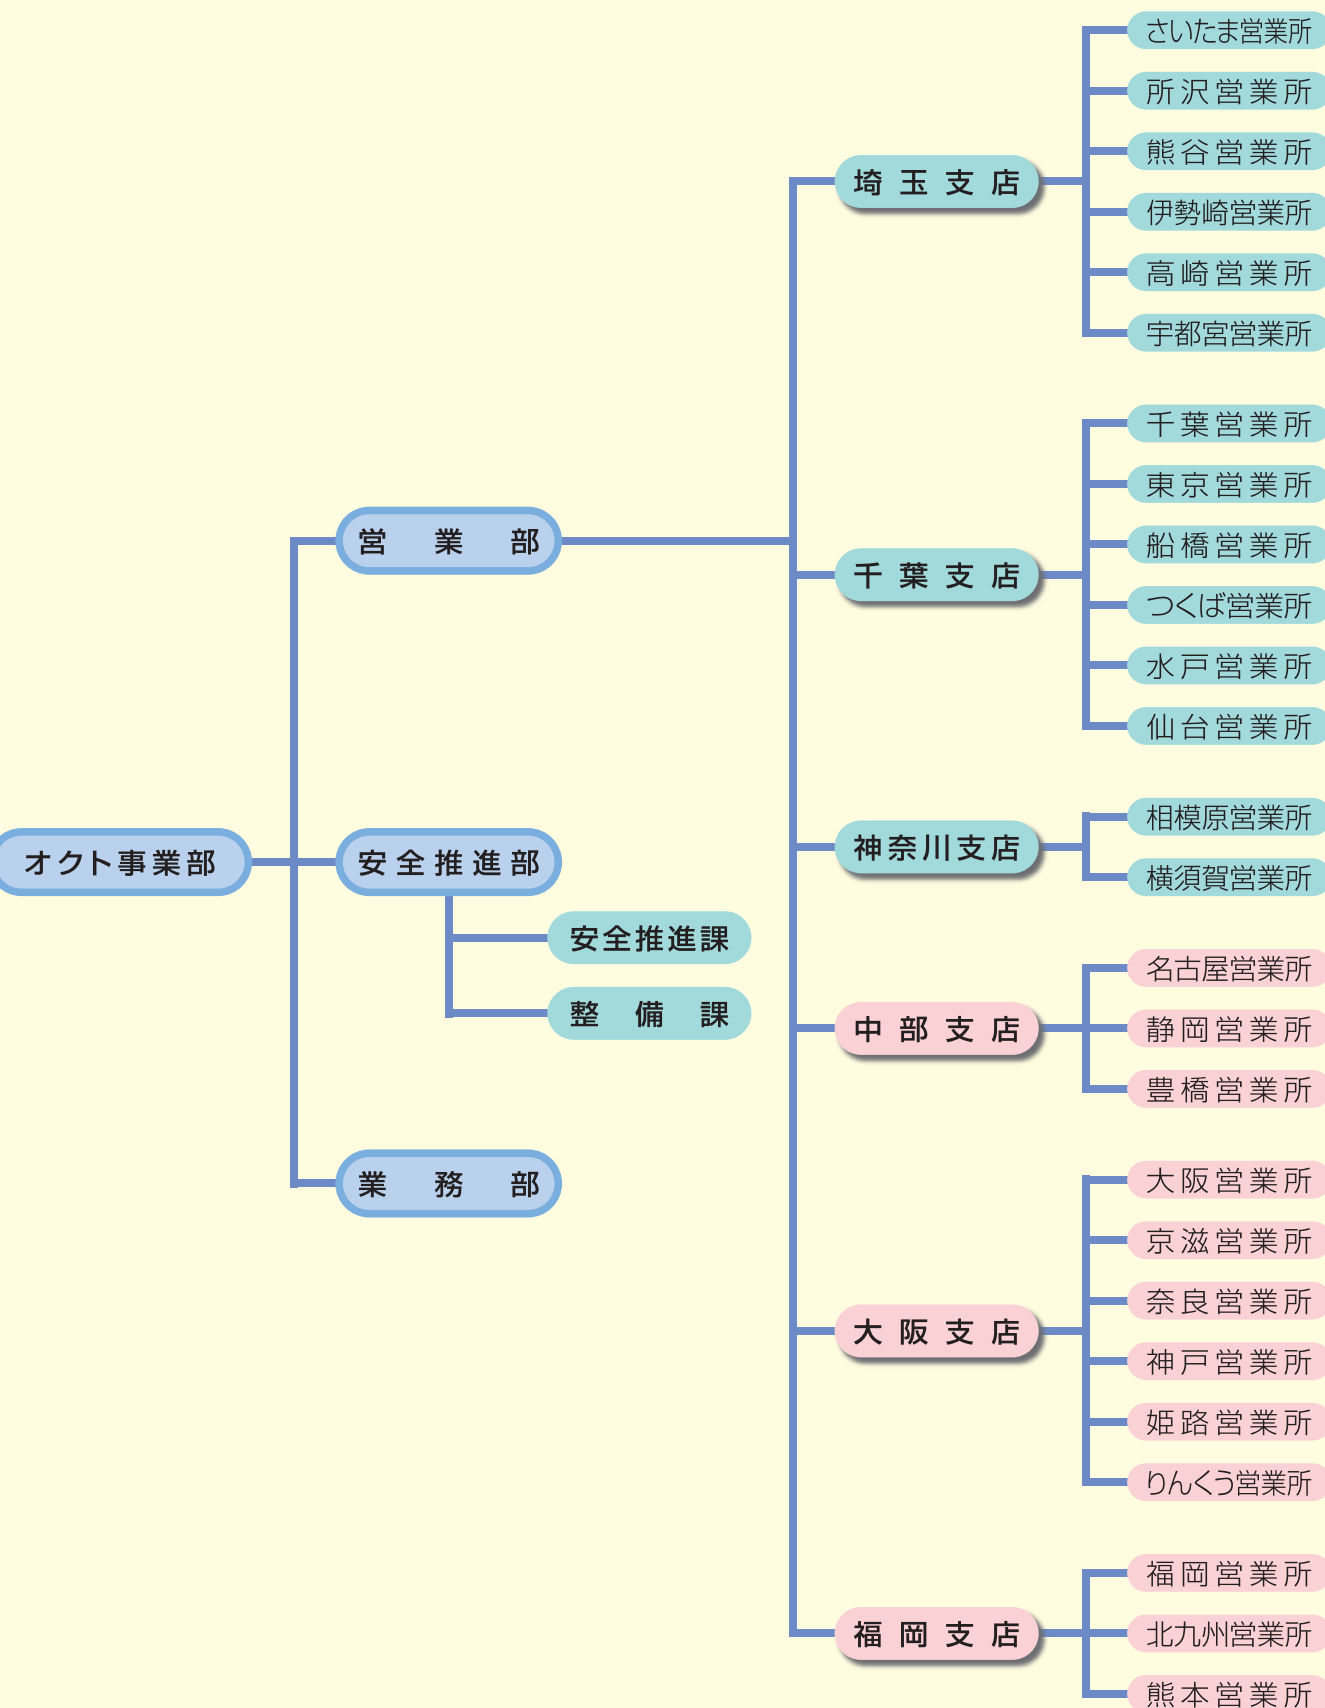 オクト事業部
営業部
安全推進部
安全推進課
整備課
業務部
埼玉支店
さいたま営業所
所沢営業所
熊谷営業所
伊勢崎営業所
高崎営業所
宇都宮営業所
千葉支店
千葉営業所
東京営業所
船橋営業所
つくば営業所
水戸営業所
仙台営業所
神奈川支店
相模原営業所
横須賀営業所
中部支店
名古屋営業所
静岡営業所
豊橋営業所
大阪支店
大阪営業所
京滋営業所
奈良営業所
神戸営業所
姫路営業所
りんくう営業所
福岡支店
福岡営業所
北九州営業所
熊本営業所